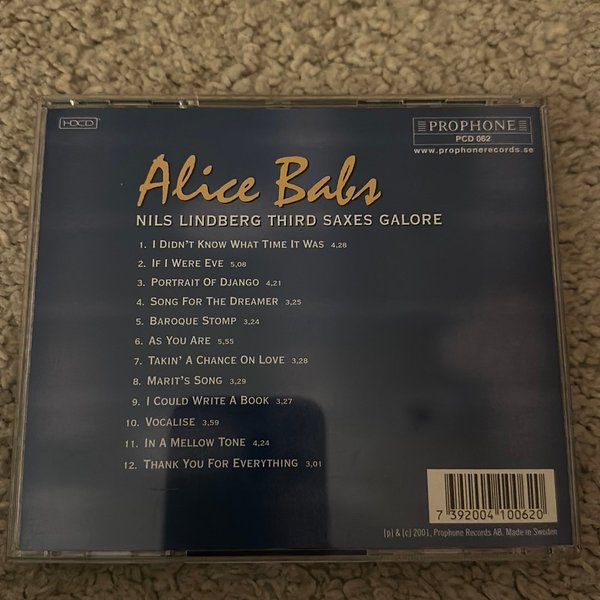 HDCD
PROPHONE
PCD 062
www.prophonerecords.se
Alice Babs
NILS LINDBERG THIRD SAXES GALORE
1. I DIDN'T KNOW WHAT TIME IT WAS 4,28
2. IF I WERE EVE 5,08
3. PORTRAIT OF DJANGO 4,21
4. SONG FOR THE DREAMER 3,25
5. BAROQUE STOMP 3,24
6. AS YOU ARE 5,55
7. TAKIN' A CHANCE ON LOVE 3,28
8. MARIT'S SONG 3,29
9. I COULD WRITE A BOOK 3,27
10. VOCALISE 3,59
11. IN A MELLOW TONE 4,24
12. THANK YOU FOR EVERYTHING 3,01
7 392004 100620
(p) & (c) 2001, Prophone Records AB. Made in Sweden